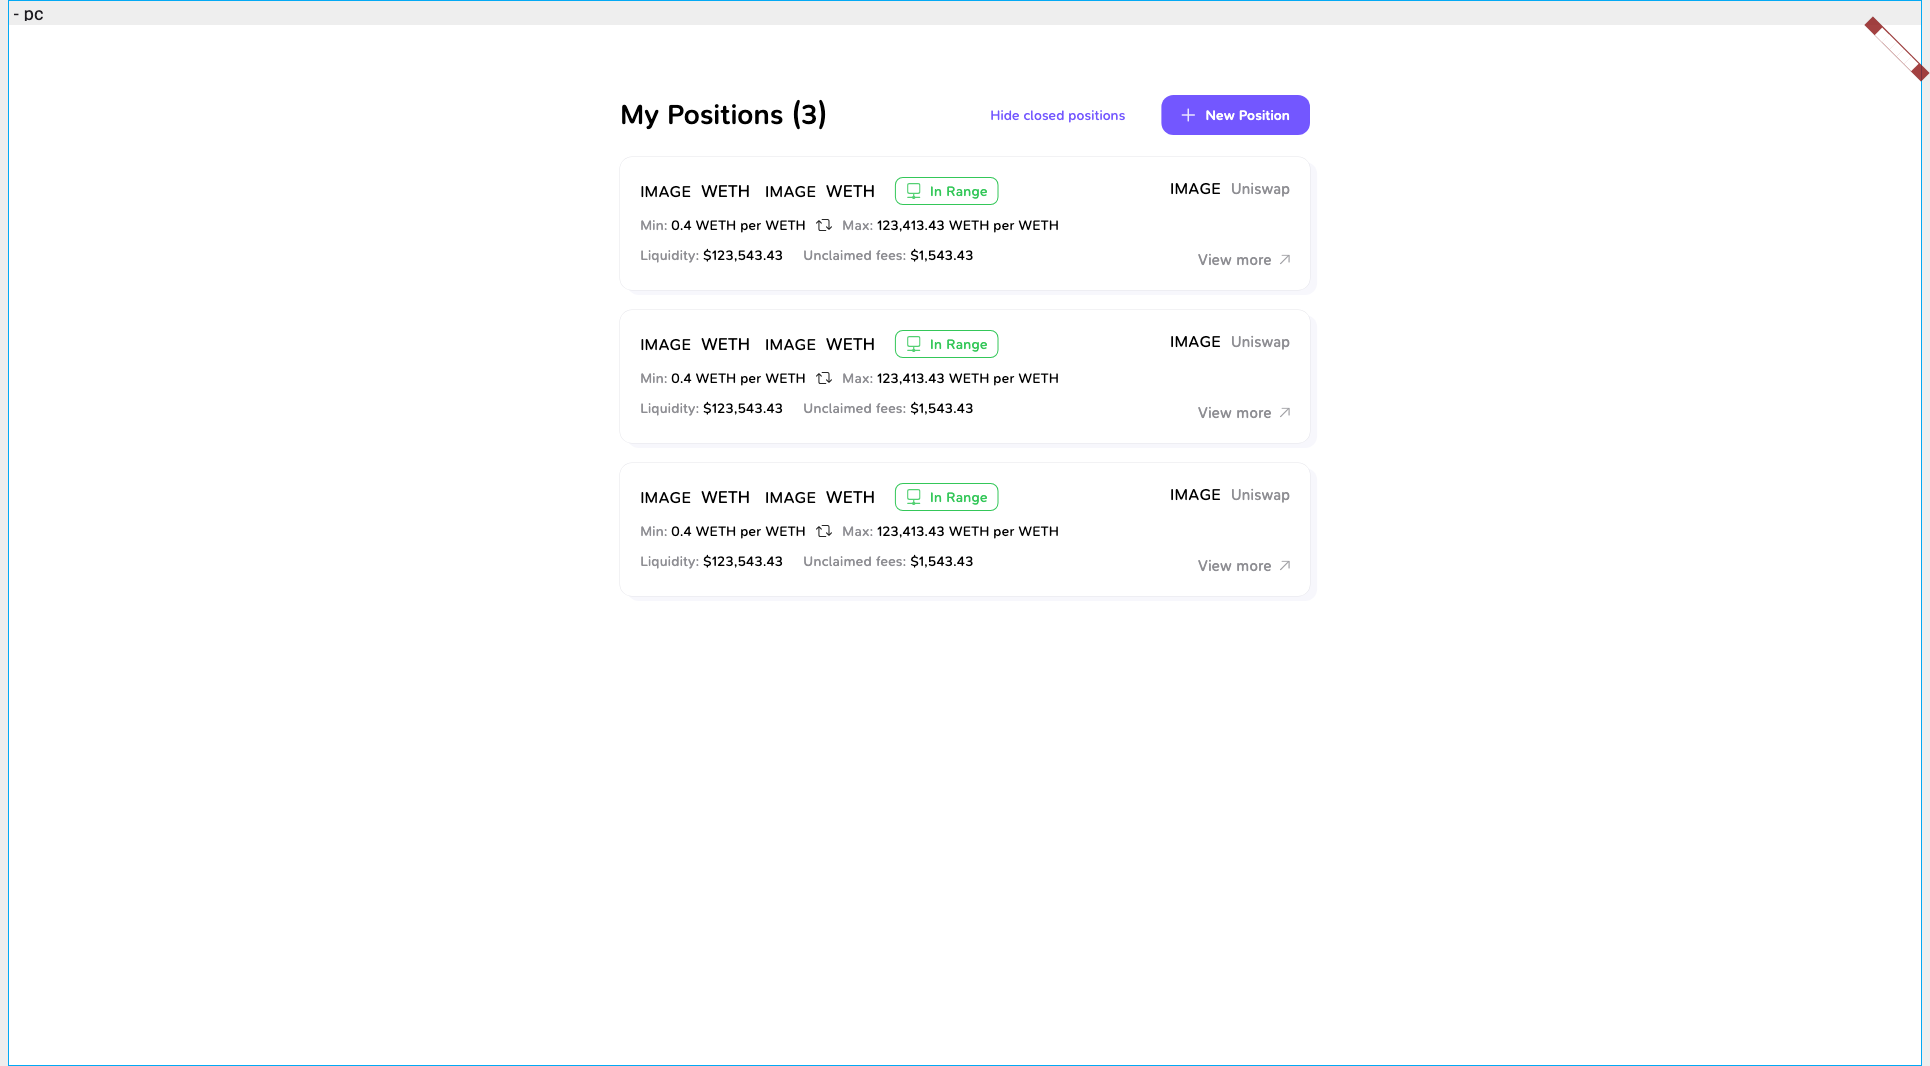 - pc
My Positions (3)
Hide closed positions
New Position
IMAGE WETH IMAGE WETH In Range IMAGE Uniswap
Min: 0.4 WETH per WETH Max: 123,413.43 WETH per WETH
Liquidity: $123,543.43 Unclaimed fees: $1,543.43
View more
IMAGE WETH IMAGE WETH In Range IMAGE Uniswap
Min: 0.4 WETH per WETH Max: 123,413.43 WETH per WETH
Liquidity: $123,543.43 Unclaimed fees: $1,543.43
View more
IMAGE WETH IMAGE WETH In Range IMAGE Uniswap
Min: 0.4 WETH per WETH Max: 123,413.43 WETH per WETH
Liquidity: $123,543.43 Unclaimed fees: $1,543.43
View more